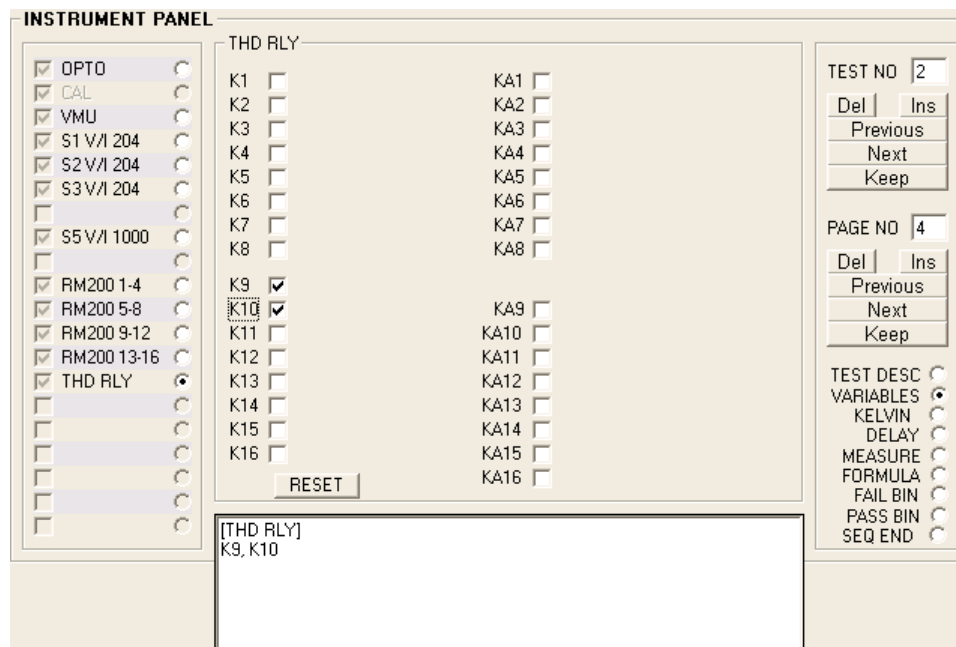 INSTRUMENT PANEL
OPTO
CAL
VMU
S1 V/I 204
S2 V/I 204
S3 V/I 204
S5 V/I 1000
RM200 1-4
RM200 5-8
RM200 9-12
RM200 13-16
THD RLY
THD RLY
K1
K2
K3
K4
K5
K6
K7
K8
K9
K10
K11
K12
K13
K14
K15
K16
KA1
KA2
KA3
KA4
KA5
KA6
KA7
KA8
KA9
KA10
KA11
KA12
KA13
KA14
KA15
KA16
RESET
[THD RLY]
K9, K10
TEST NO 2
Del Ins
Previous
Next
Keep
PAGE NO 4
Del Ins
Previous
Next
Keep
TEST DESC
VARIABLES
KELVIN
DELAY
MEASURE
FORMULA
FAIL BIN
PASS BIN
SEQ END